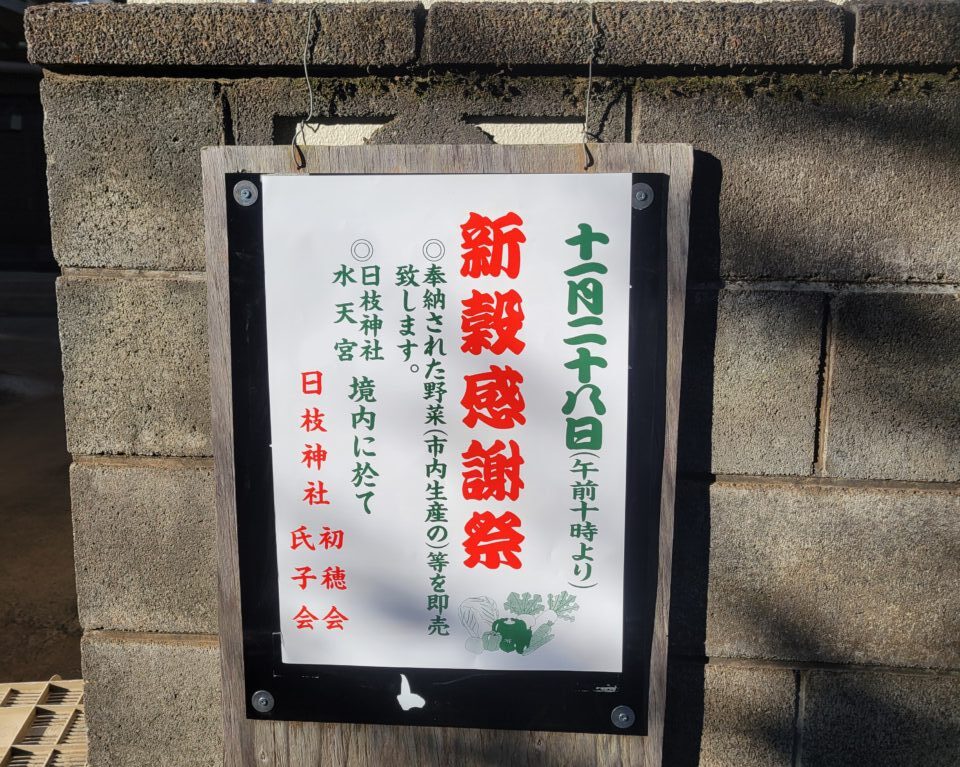 十一月二十八日(午前十時より)
新穀感謝祭
◎奉納された野菜(市内生産の)等を即売
致します。
◎日枝神社
水天宮
境内に於て
日枝神社
初穂会
氏子会